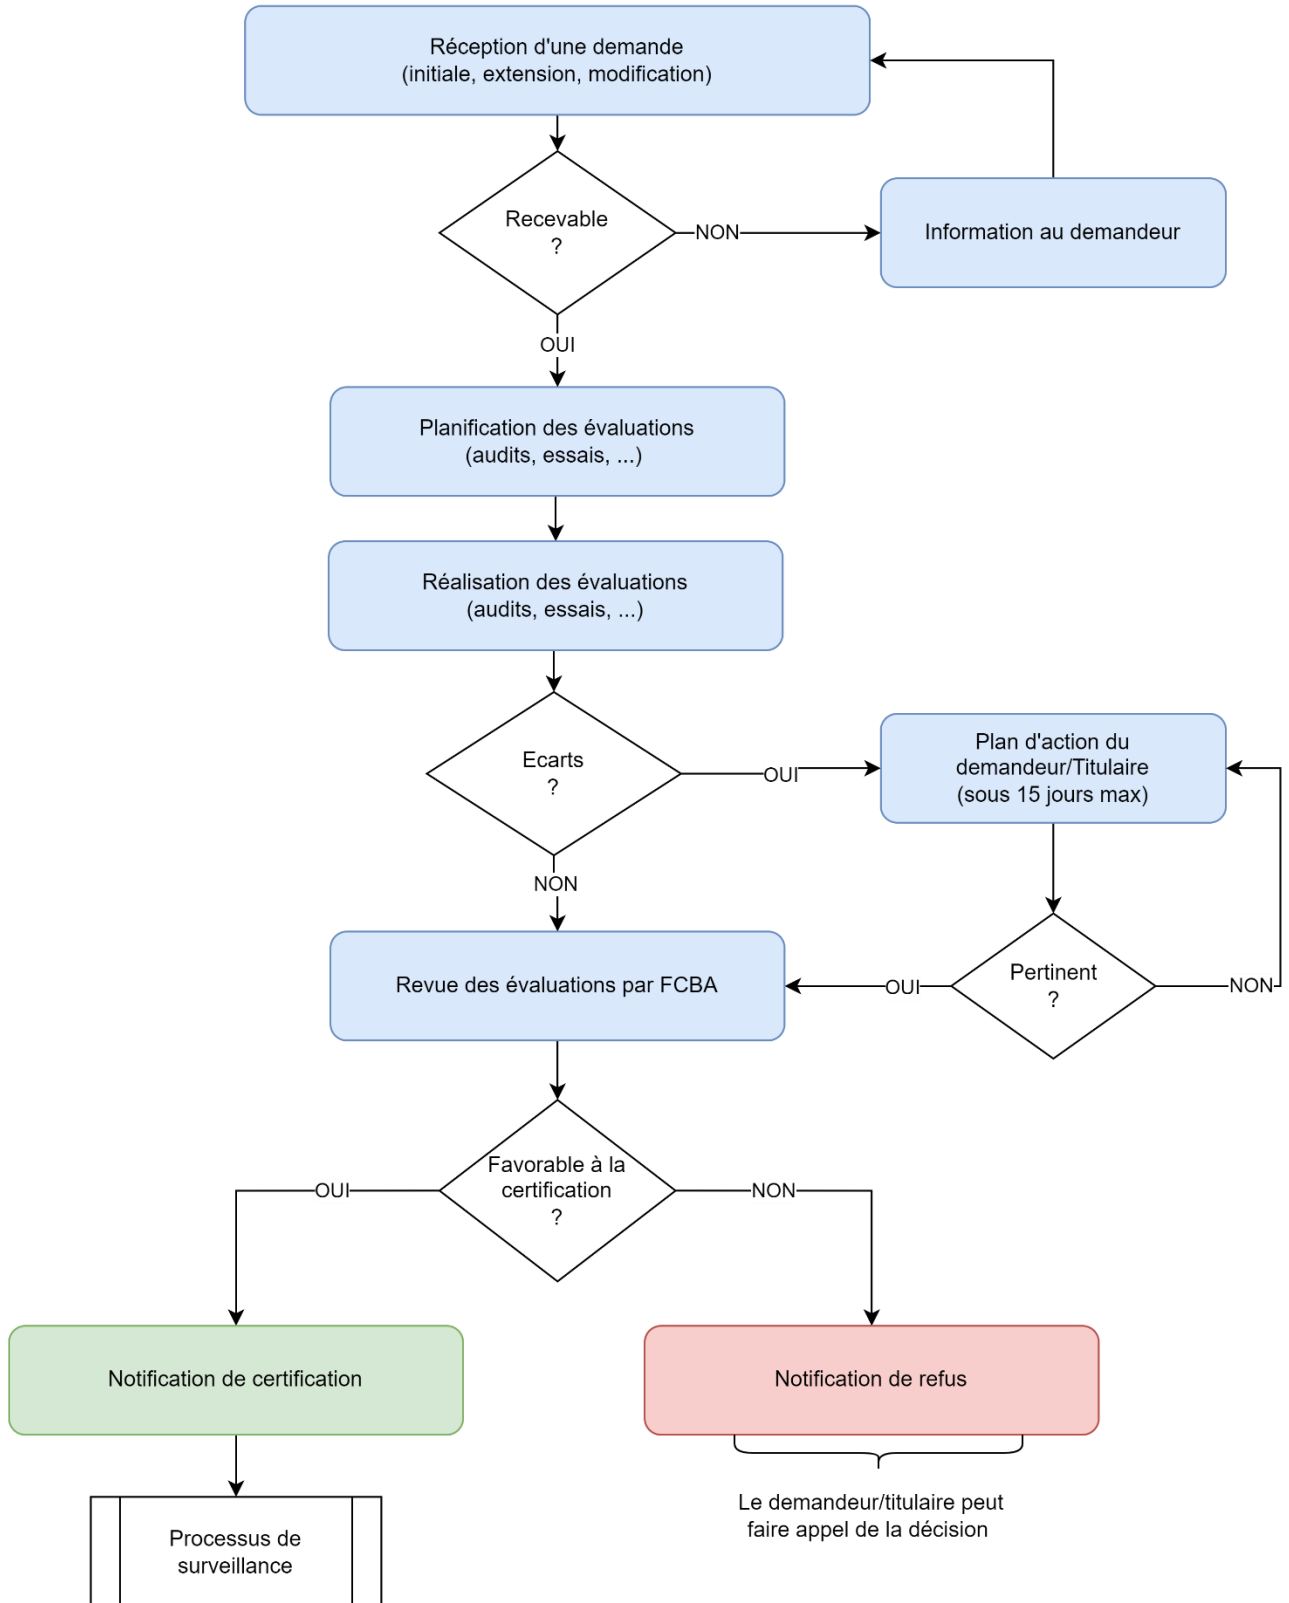 Réception d'une demande
(initiale, extension, modification)
Recevable
?
NON
Information au demandeur
OUI
Planification des évaluations
(audits, essais, ...)
Réalisation des évaluations
(audits, essais, ...)
Ecarts
?
OUI
Plan d'action du
demandeur/Titulaire
(sous 15 jours max)
NON
Revue des évaluations par FCBA
OUI
Pertinent
?
NON
Favorable à la
certification
?
OUI
NON
Notification de certification
Notification de refus
Le demandeur/titulaire peut
faire appel de la décision
Processus de
surveillance